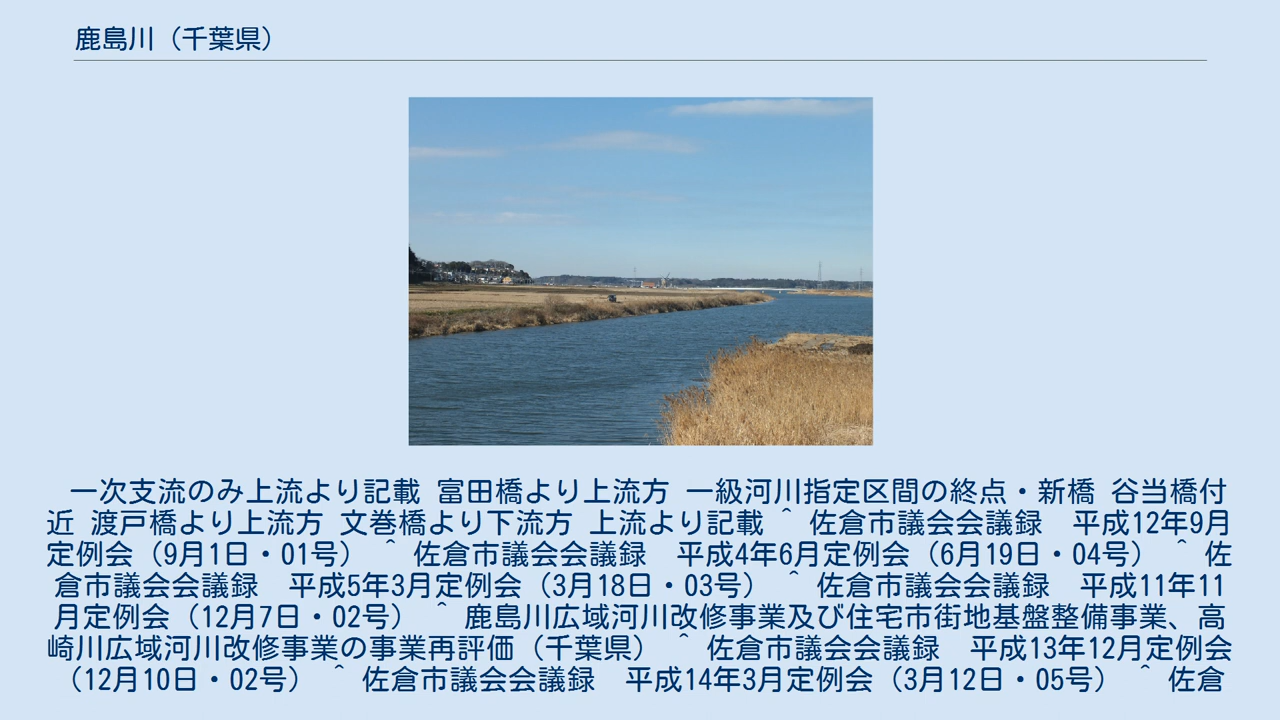 鹿島川（千葉県）
一次支流のみ上流より記載 富田橋より上流方 一級河川指定区間の終点・新橋 谷当橋付
近 渡戸橋より上流方 文巻橋より下流方 上流より記載 ^ 佐倉市議会会議録　平成12年9月
定例会（9月1日・01号） ^ 佐倉市議会会議録　平成4年6月定例会（6月19日・04号） ^ 佐
倉市議会会議録　平成5年3月定例会（3月18日・03号） ^ 佐倉市議会会議録　平成11年11
月定例会（12月7日・02号） ^ 鹿島川広域河川改修事業及び住宅市街地基盤整備事業、高
崎川広域河川改修事業の事業再評価（千葉県） ^ 佐倉市議会会議録　平成13年12月定例会
（12月10日・02号） ^ 佐倉市議会会議録　平成14年3月定例会（3月12日・05号） ^ 佐倉